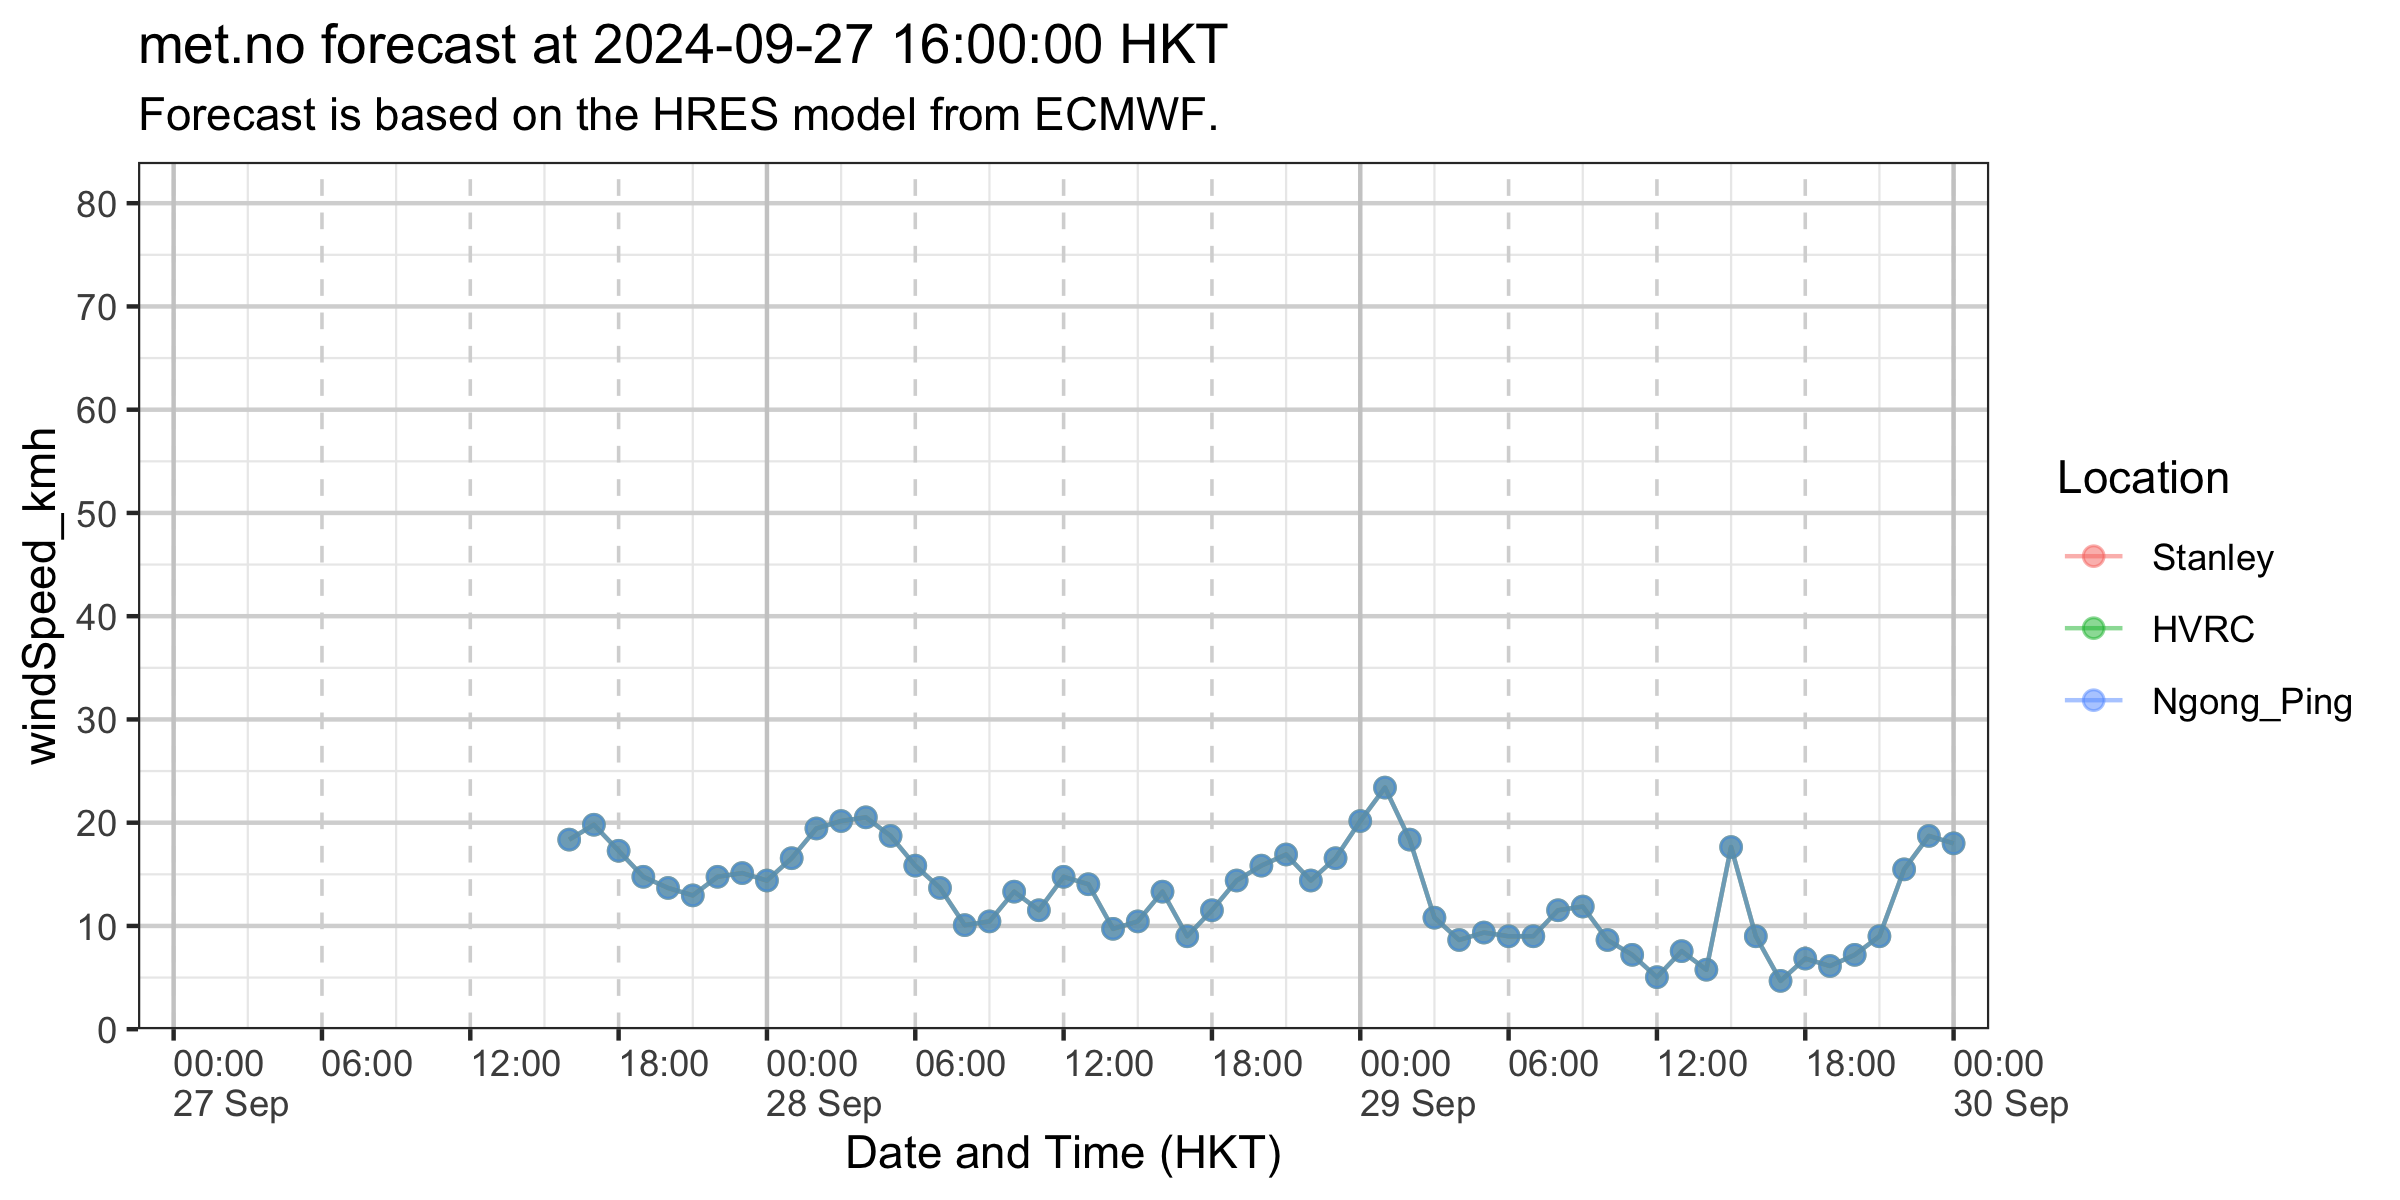 met.no forecast at 2024-09-27 16:00:00 HKT
Forecast is based on the HRES model from ECMWF.
windSpeed_kmh
80
70
60
50
40
30
20
10
0
00:00 06:00 12:00 18:00 00:00 06:00 12:00 18:00 00:00 06:00 12:00 18:00 00:00
27 Sep 28 Sep 29 Sep 30 Sep
Date and Time (HKT)
Location
Stanley
HVRC
Ngong_Ping